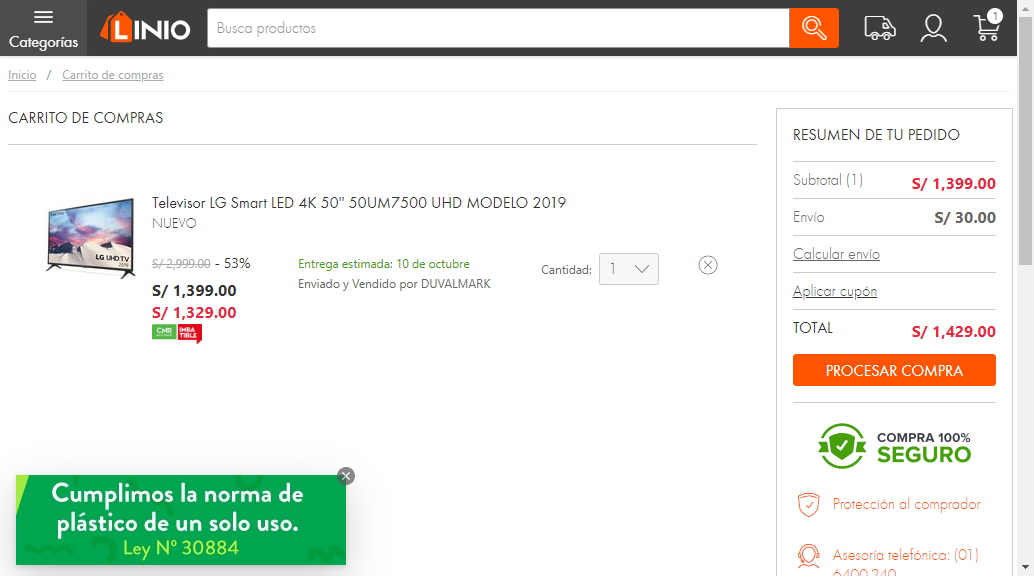 Categorías
LINIO
Busca productos
1
Inicio / Carrito de compras
CARRITO DE COMPRAS
Televisor LG Smart LED 4K 50'' 50UM7500 UHD MODELO 2019
NUEVO
LG UHD TV
2019
S/ 2,999.00 - 53%
S/ 1,399.00
S/ 1,329.00
CMR
IMBA
TIBLE
Entrega estimada: 10 de octubre
Enviado y Vendido por DUVALMARK
Cantidad: 1
RESUMEN DE TU PEDIDO
Subtotal (1) S/ 1,399.00
Envío S/ 30.00
Calcular envío
Aplicar cupón
TOTAL S/ 1,429.00
PROCESAR COMPRA
COMPRA 100%
SEGURO
Protección al comprador
Asesoría telefónica: (01)
6400 240
Cumplimos la norma de
plástico de un solo uso.
Ley Nº 30884